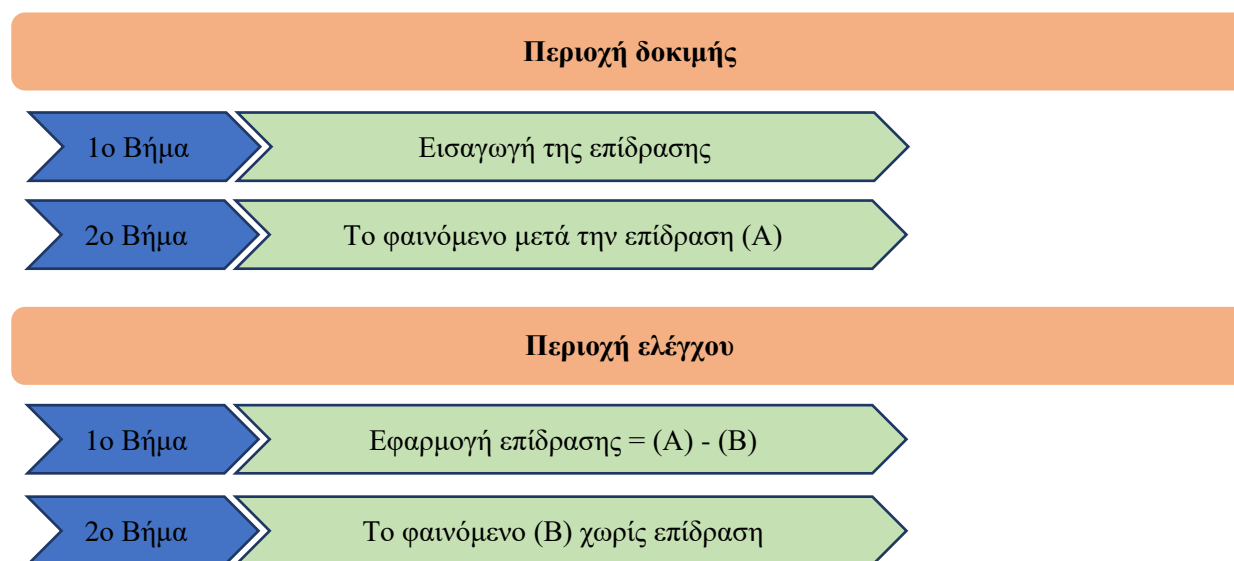 Περιοχή δοκιμής
1ο Βήμα
Εισαγωγή της επίδρασης
2ο Βήμα
Το φαινόμενο μετά την επίδραση (Α)
Περιοχή ελέγχου
1ο Βήμα
Εφαρμογή επίδρασης = (Α) - (Β)
2ο Βήμα
Το φαινόμενο (Β) χωρίς επίδραση